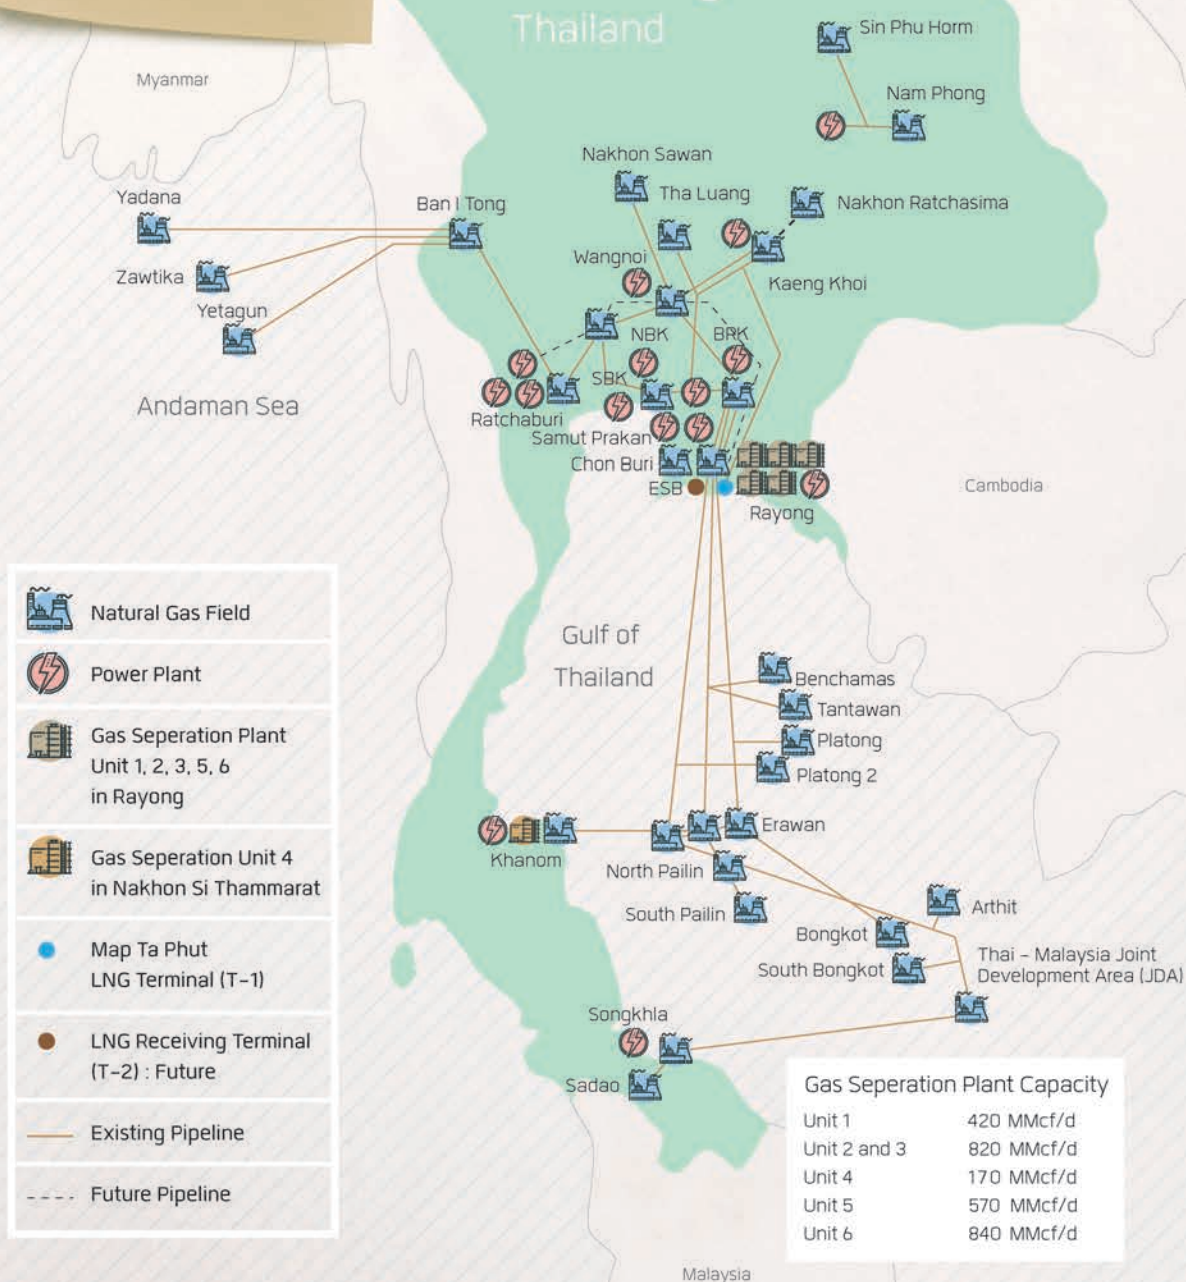 Thailand
Sin Phu Horm
Myanmar
Nam Phong
Nakhon Sawan
Tha Luang
Yadana
Ban I Tong
Nakhon Ratchasima
Wangnoi
Zawtika
Kaeng Khoi
Yetagun
NBK
BPK
SBK
Andaman Sea
Ratchaburi
Samut Prakan
Chon Buri
ESB
Cambodia
Rayong
Natural Gas Field
Power Plant
Gas Seperation Plant
Unit 1, 2, 3, 5, 6
in Rayong
Gas Seperation Unit 4
in Nakhon Si Thammarat
Map Ta Phut
LNG Terminal (T-1)
LNG Receiving Terminal
(T-2) : Future
Existing Pipeline
Future Pipeline
Gulf of
Thailand
Benchamas
Tantawan
Platong
Platong 2
Erawan
Khanom
North Pailin
South Pailin
Arthit
Bongkot
South Bongkot
Thai – Malaysia Joint
Development Area (JDA)
Songkhla
Sadao
Gas Seperation Plant Capacity
Unit 1 420 MMcf/d
Unit 2 and 3 820 MMcf/d
Unit 4 170 MMcf/d
Unit 5 570 MMcf/d
Unit 6 840 MMcf/d
Malaysia